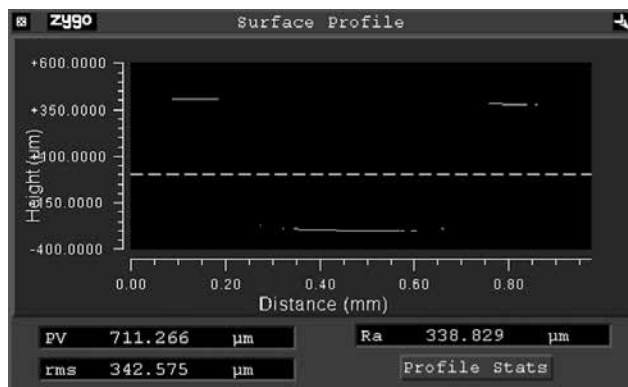 zygo Surface Profile
+600.0000
+350.0000
+100.0000
-150.0000
-400.0000
Height (µm)
0.00 0.20 0.40 0.60 0.80
Distance (mm)
PV 711.266 µm
rms 342.575 µm
Ra 338.829 µm
Profile Stats